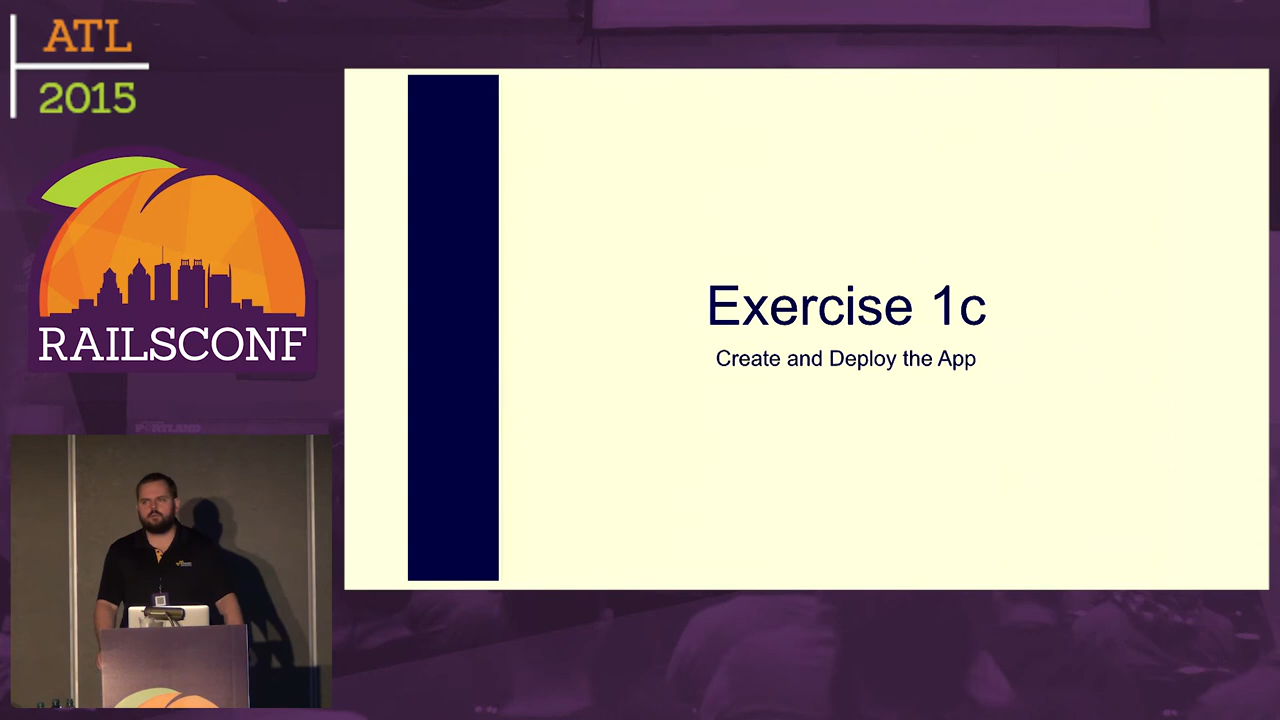 ATL
2015
RAILSCONF
Exercise 1c
Create and Deploy the App